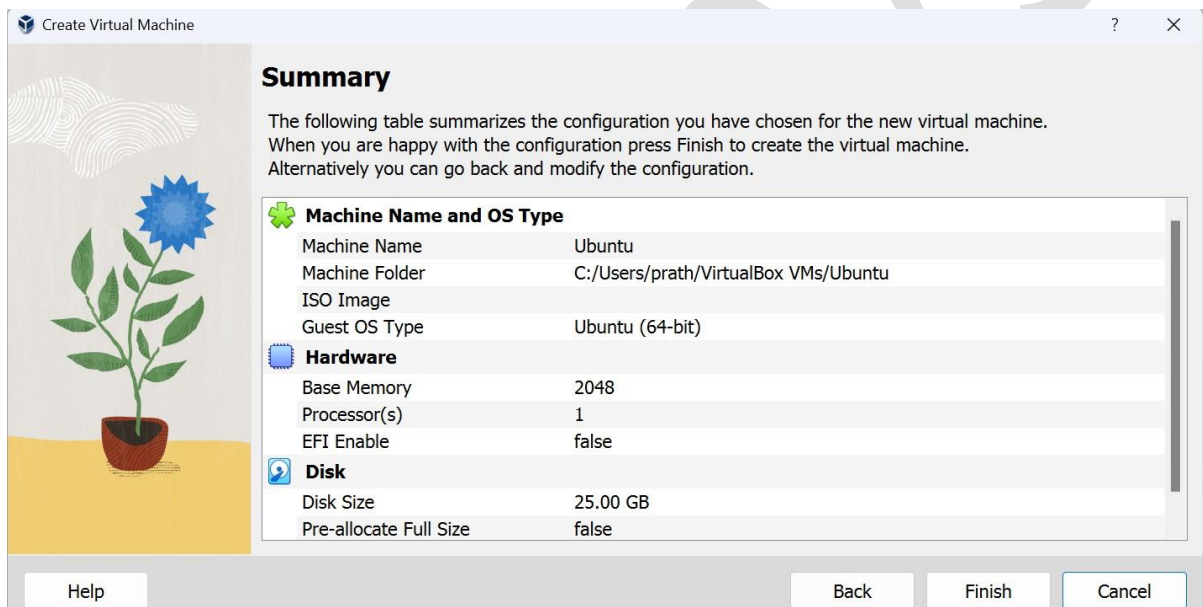 Create Virtual Machine ?
Summary
The following table summarizes the configuration you have chosen for the new virtual machine.
When you are happy with the configuration press Finish to create the virtual machine.
Alternatively you can go back and modify the configuration.
Machine Name and OS Type
Machine Name Ubuntu
Machine Folder C:/Users/prath/VirtualBox VMs/Ubuntu
ISO Image
Guest OS Type Ubuntu (64-bit)
Hardware
Base Memory 2048
Processor(s) 1
EFI Enable false
Disk
Disk Size 25.00 GB
Pre-allocate Full Size false
Help Back Finish Cancel